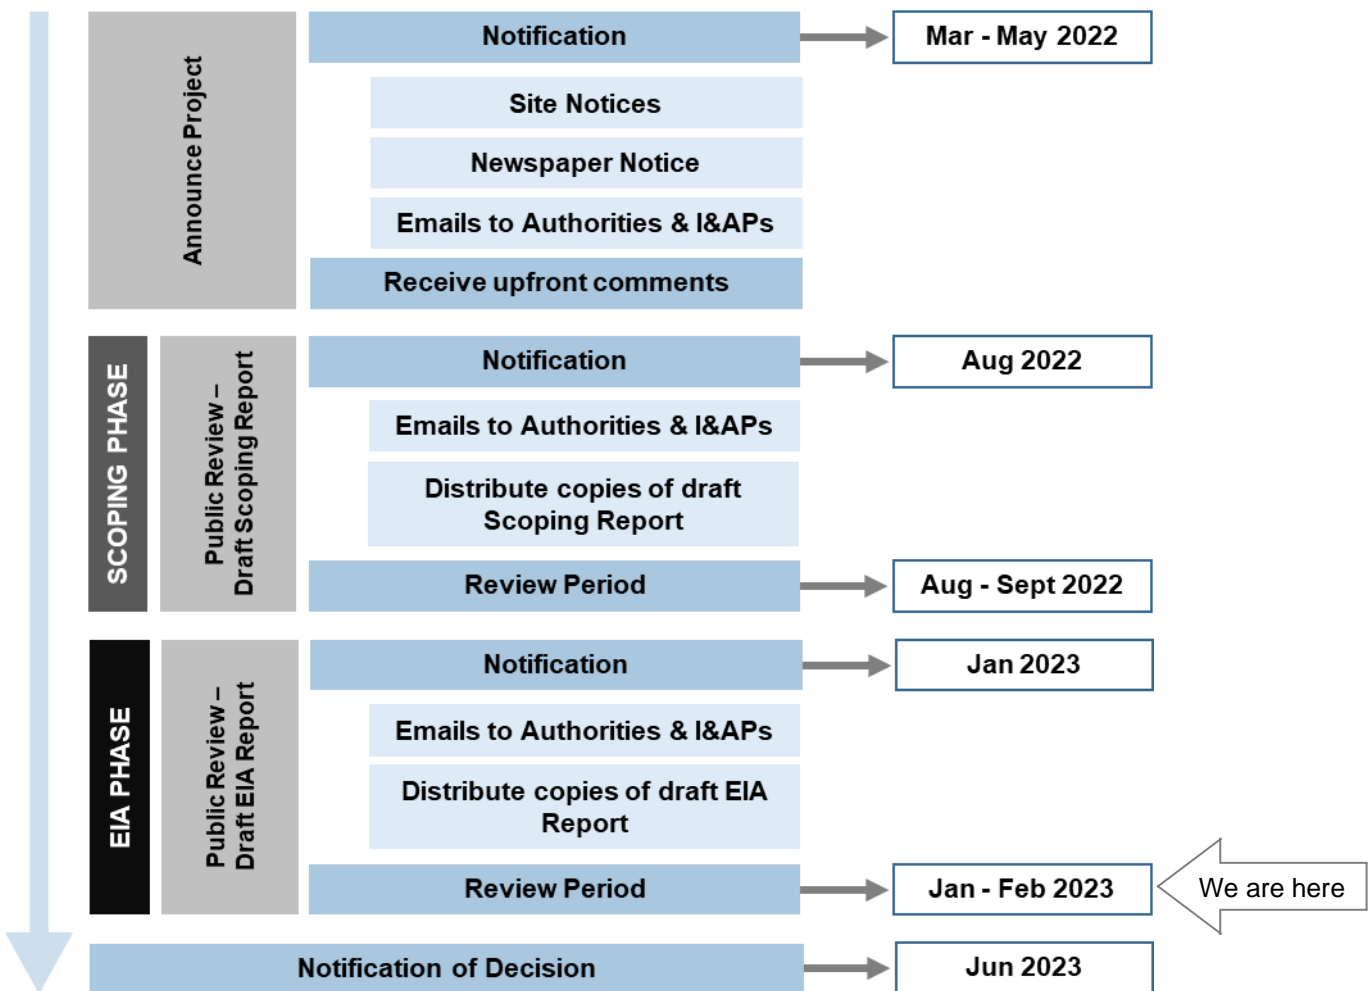 Announce Project
Notification
Mar - May 2022
Site Notices
Newspaper Notice
Emails to Authorities & I&APs
Receive upfront comments
SCOPING PHASE
Public Review –
Draft Scoping Report
Notification
Aug 2022
Emails to Authorities & I&APs
Distribute copies of draft
Scoping Report
Review Period
Aug - Sept 2022
EIA PHASE
Public Review –
Draft EIA Report
Notification
Jan 2023
Emails to Authorities & I&APs
Distribute copies of draft EIA
Report
Review Period
Jan - Feb 2023
We are here
Notification of Decision
Jun 2023